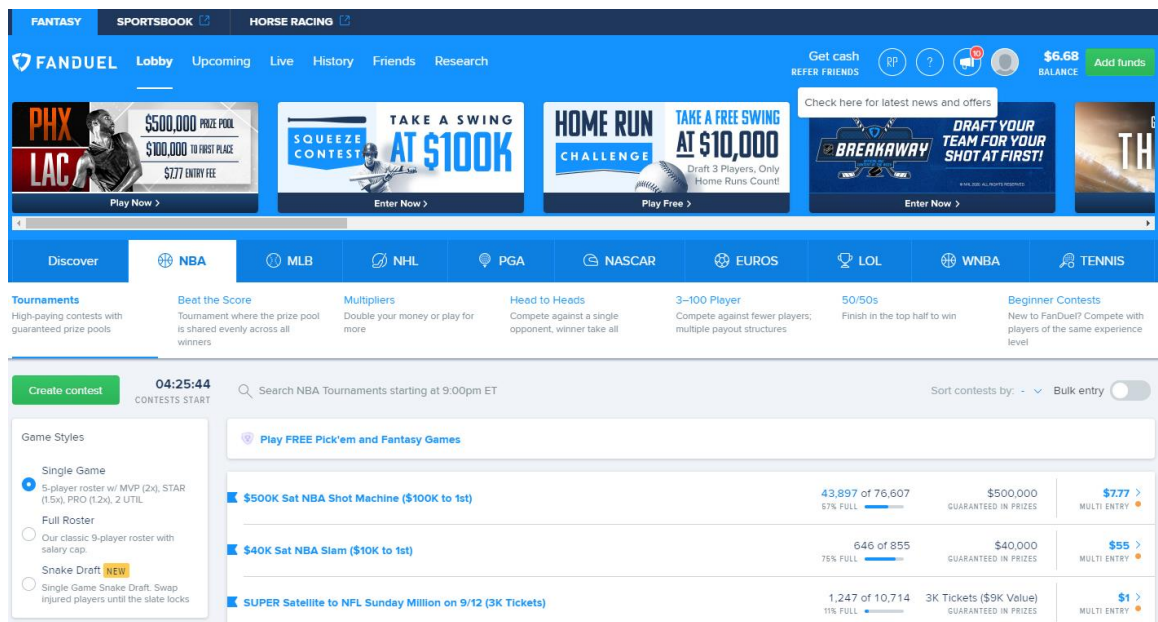 FANTASY SPORTSBOOK HORSE RACING
FANDUEL Lobby Upcoming Live History Friends Research
Get cash
REFER FRIENDS
RP ? 10
$6.68
BALANCE
Add funds
Check here for latest news and offers
PHX
LAC
$500,000 PRIZE POOL
$100,000 TO FIRST PLACE
$7.77 ENTRY FEE
Play Now >
SQUEEZE
CONTEST
TAKE A SWING
AT $100K
Enter Now >
HOME RUN
CHALLENGE
TAKE A FREE SWING
AT $10,000
Draft 3 Players, Only
Home Runs Count!
Play Free >
BREAKAWAY
DRAFT YOUR
TEAM FOR YOUR
SHOT AT FIRST!
Enter Now >
TH
Discover NBA MLB NHL PGA NASCAR EUROS LOL WNBA TENNIS
Tournaments
High-paying contests with
guaranteed prize pools
Beat the Score
Tournament where the prize pool
is shared evenly across all
winners
Multipliers
Double your money or play for
more
Head to Heads
Compete against a single
opponent, winner take all
3–100 Player
Compete against fewer players;
multiple payout structures
50/50s
Finish in the top half to win
Beginner Contests
New to FanDuel? Compete with
players of the same experience
level
Create contest
04:25:44
CONTESTS START
Search NBA Tournaments starting at 9:00pm ET
Sort contests by: -
Bulk entry
Game Styles
Single Game
5-player roster w/ MVP (2x), STAR
(1.5x), PRO (1.2x), 2 UTIL
Full Roster
Our classic 9-player roster with
salary cap.
Snake Draft NEW
Single Game Snake Draft. Swap
injured players until the slate locks
Play FREE Pick'em and Fantasy Games
$500K Sat NBA Shot Machine ($100K to 1st)
43,897 of 76,607
57% FULL
$500,000
GUARANTEED IN PRIZES
$7.77 >
MULTI ENTRY
$40K Sat NBA Slam ($10K to 1st)
646 of 855
75% FULL
$40,000
GUARANTEED IN PRIZES
$55 >
MULTI ENTRY
SUPER Satellite to NFL Sunday Million on 9/12 (3K Tickets)
1,247 of 10,714
11% FULL
3K Tickets ($9K Value)
GUARANTEED IN PRIZES
$1 >
MULTI ENTRY